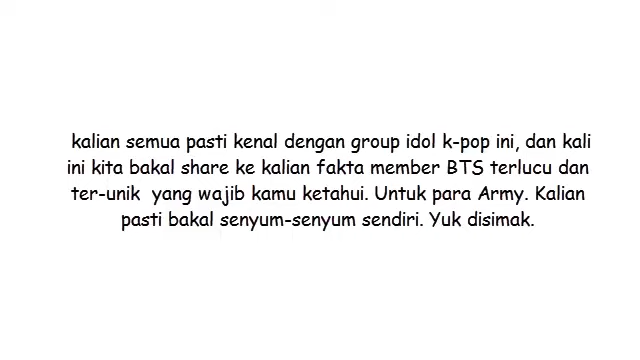 kalian semua pasti kenal dengan group idol k-pop ini, dan kali
ini kita bakal share ke kalian fakta member BTS terlucu dan
ter-unik  yang wajib kamu ketahui. Untuk para Army. Kalian
pasti bakal senyum-senyum sendiri. Yuk disimak.